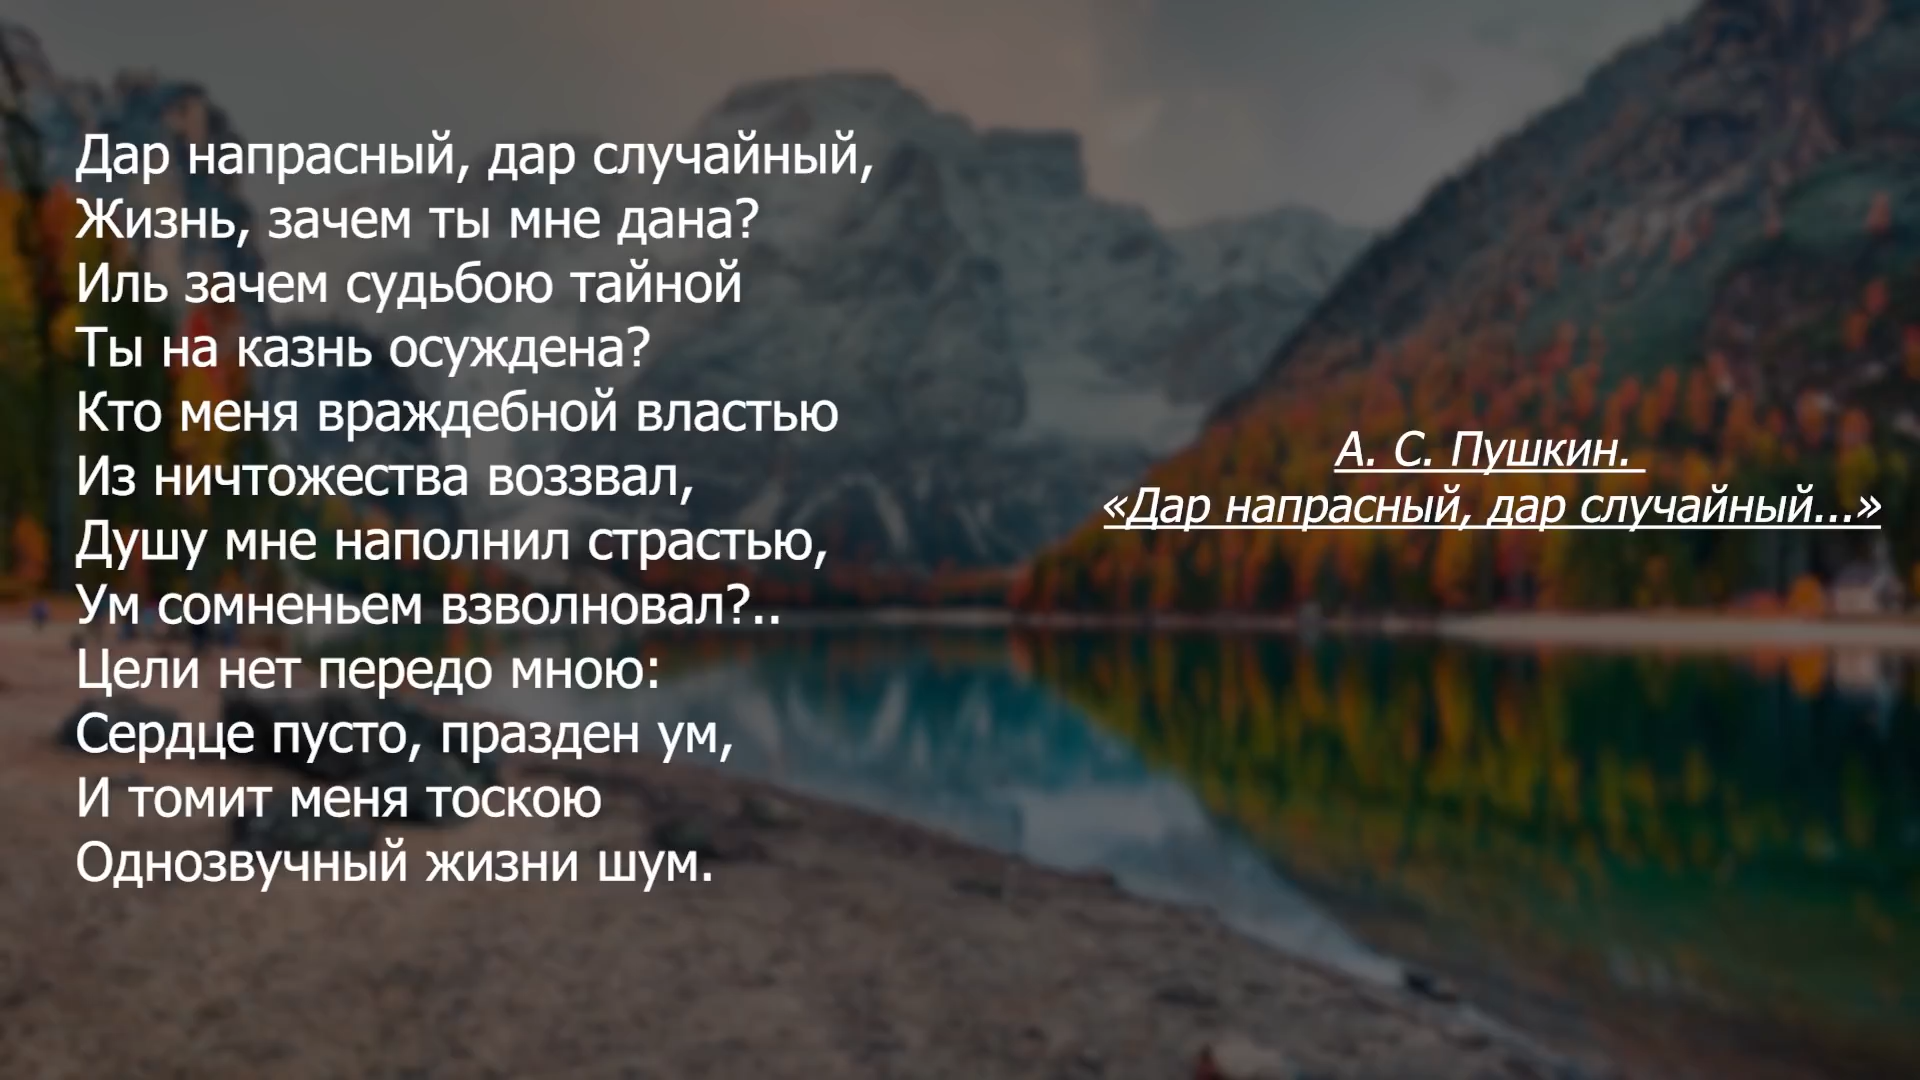 Дар напрасный, дар случайный,
Жизнь, зачем ты мне дана?
Иль зачем судьбою тайной
Ты на казнь осуждена?
Кто меня враждебной властью
Из ничтожества воззвал,
Душу мне наполнил страстью,
Ум сомненьем взволновал?..
Цели нет передо мною:
Сердце пусто, празден ум,
И томит меня тоскою
Однозвучный жизни шум.
А. С. Пушкин.
«Дар напрасный, дар случайный...»